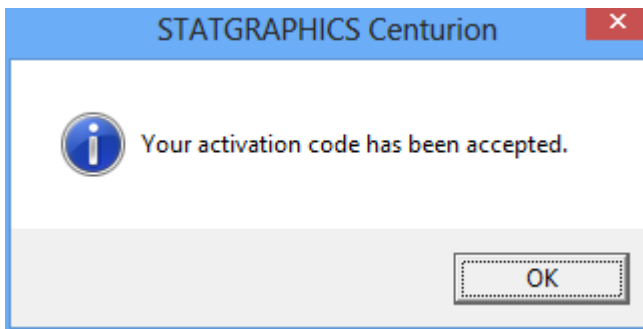 STATGRAPHICS Centurion
Your activation code has been accepted.
OK